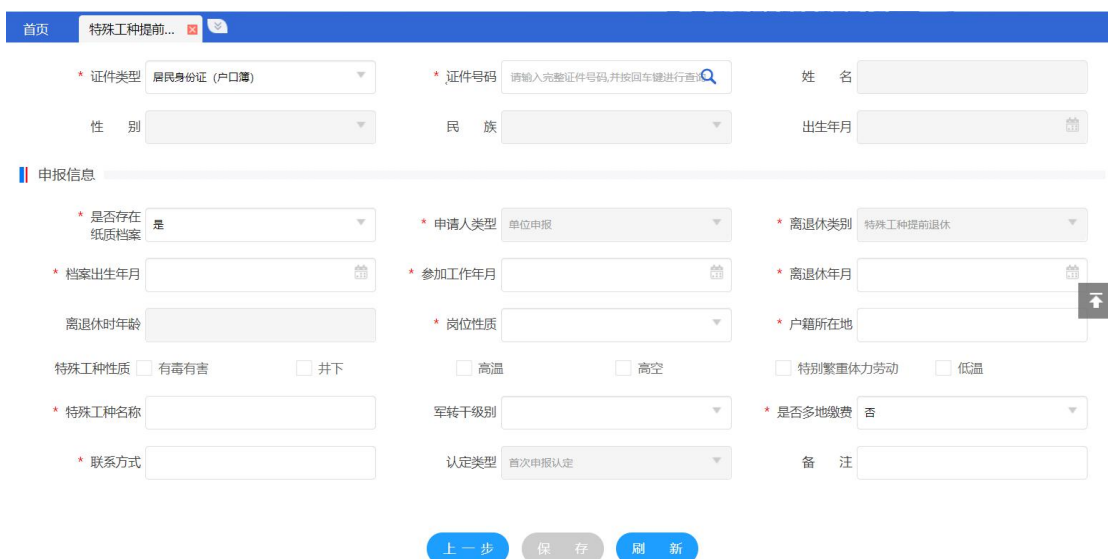 首页 特殊工种提前...
* 证件类型 居民身份证（户口簿） * 证件号码 请输入完整证件号码,并按回车键进行查询 姓 名
性 别 民 族 出生年月
申报信息
* 是否存在纸质档案 是 * 申请人类型 单位申报 * 离退休类别 特殊工种提前退休
* 档案出生年月 * 参加工作年月 * 离退休年月
离退休时年龄 * 岗位性质 * 户籍所在地
特殊工种性质 有毒有害 井下 高温 高空 特别繁重体力劳动 低温
* 特殊工种名称 军转干级别 * 是否多地缴费 否
* 联系方式 认定类型 首次申报认定 备 注
上一步 保 存 刷 新